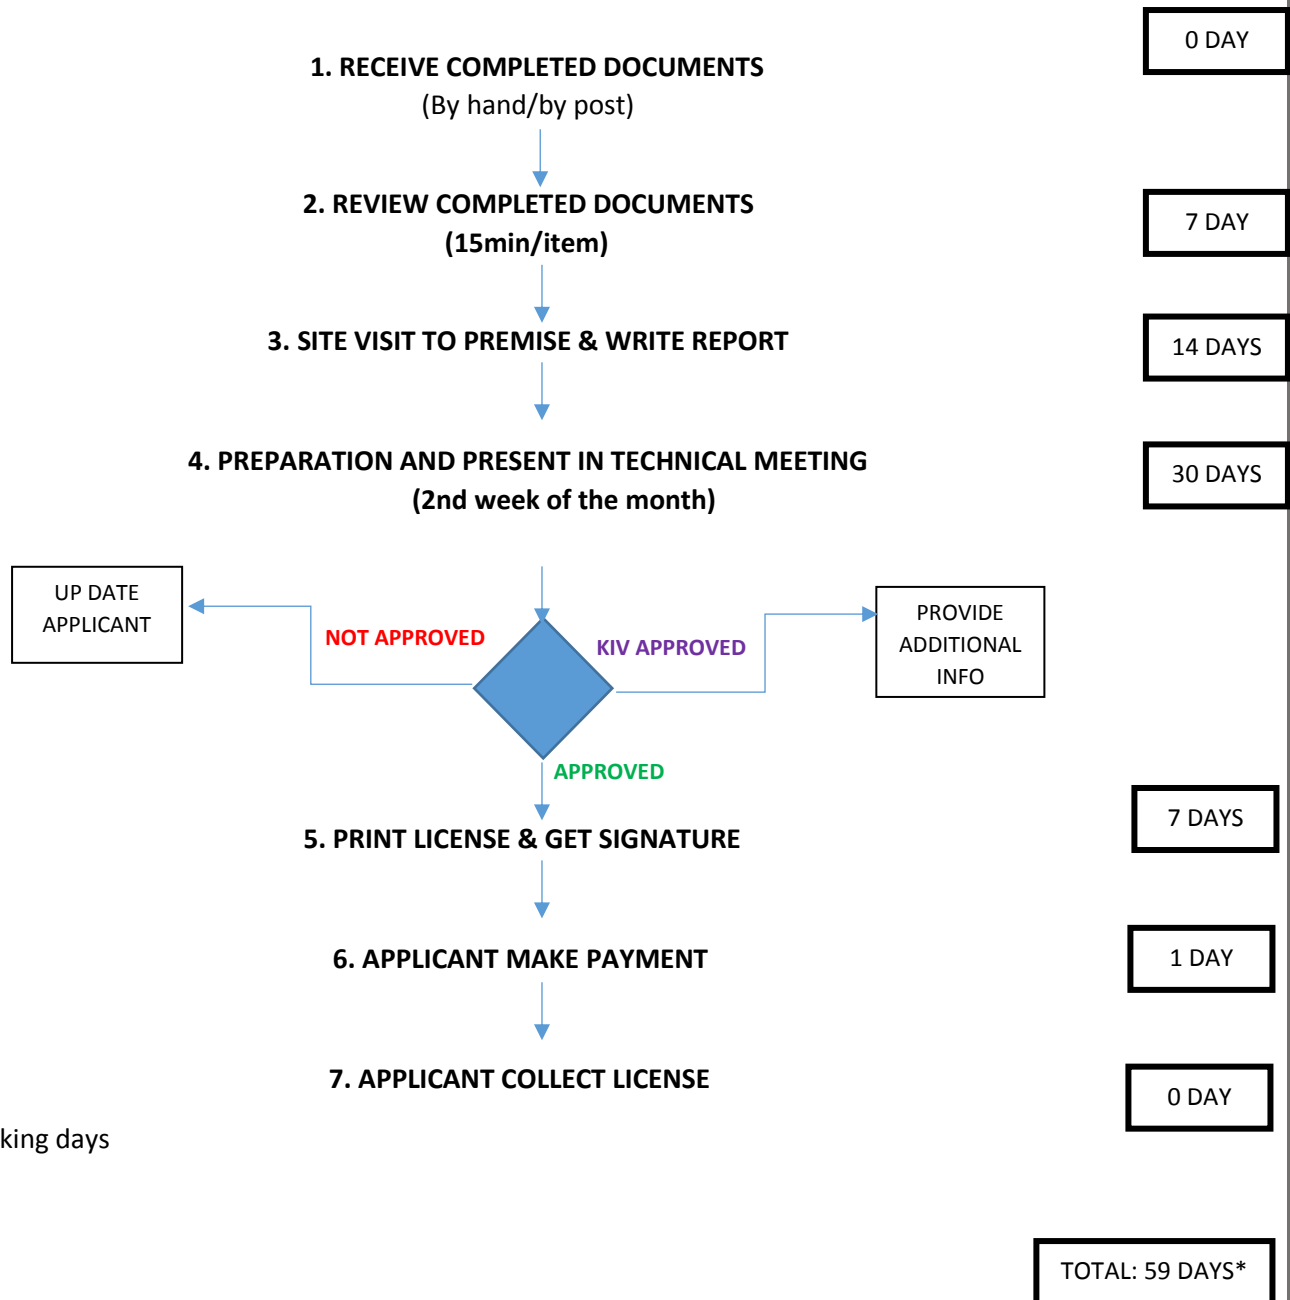 0 DAY
1. RECEIVE COMPLETED DOCUMENTS
(By hand/by post)
2. REVIEW COMPLETED DOCUMENTS
(15min/item)
7 DAY
3. SITE VISIT TO PREMISE & WRITE REPORT
14 DAYS
4. PREPARATION AND PRESENT IN TECHNICAL MEETING
(2nd week of the month)
30 DAYS
UP DATE
APPLICANT
NOT APPROVED
KIV APPROVED
PROVIDE
ADDITIONAL
INFO
APPROVED
5. PRINT LICENSE & GET SIGNATURE
7 DAYS
6. APPLICANT MAKE PAYMENT
1 DAY
7. APPLICANT COLLECT LICENSE
0 DAY
king days
TOTAL: 59 DAYS*